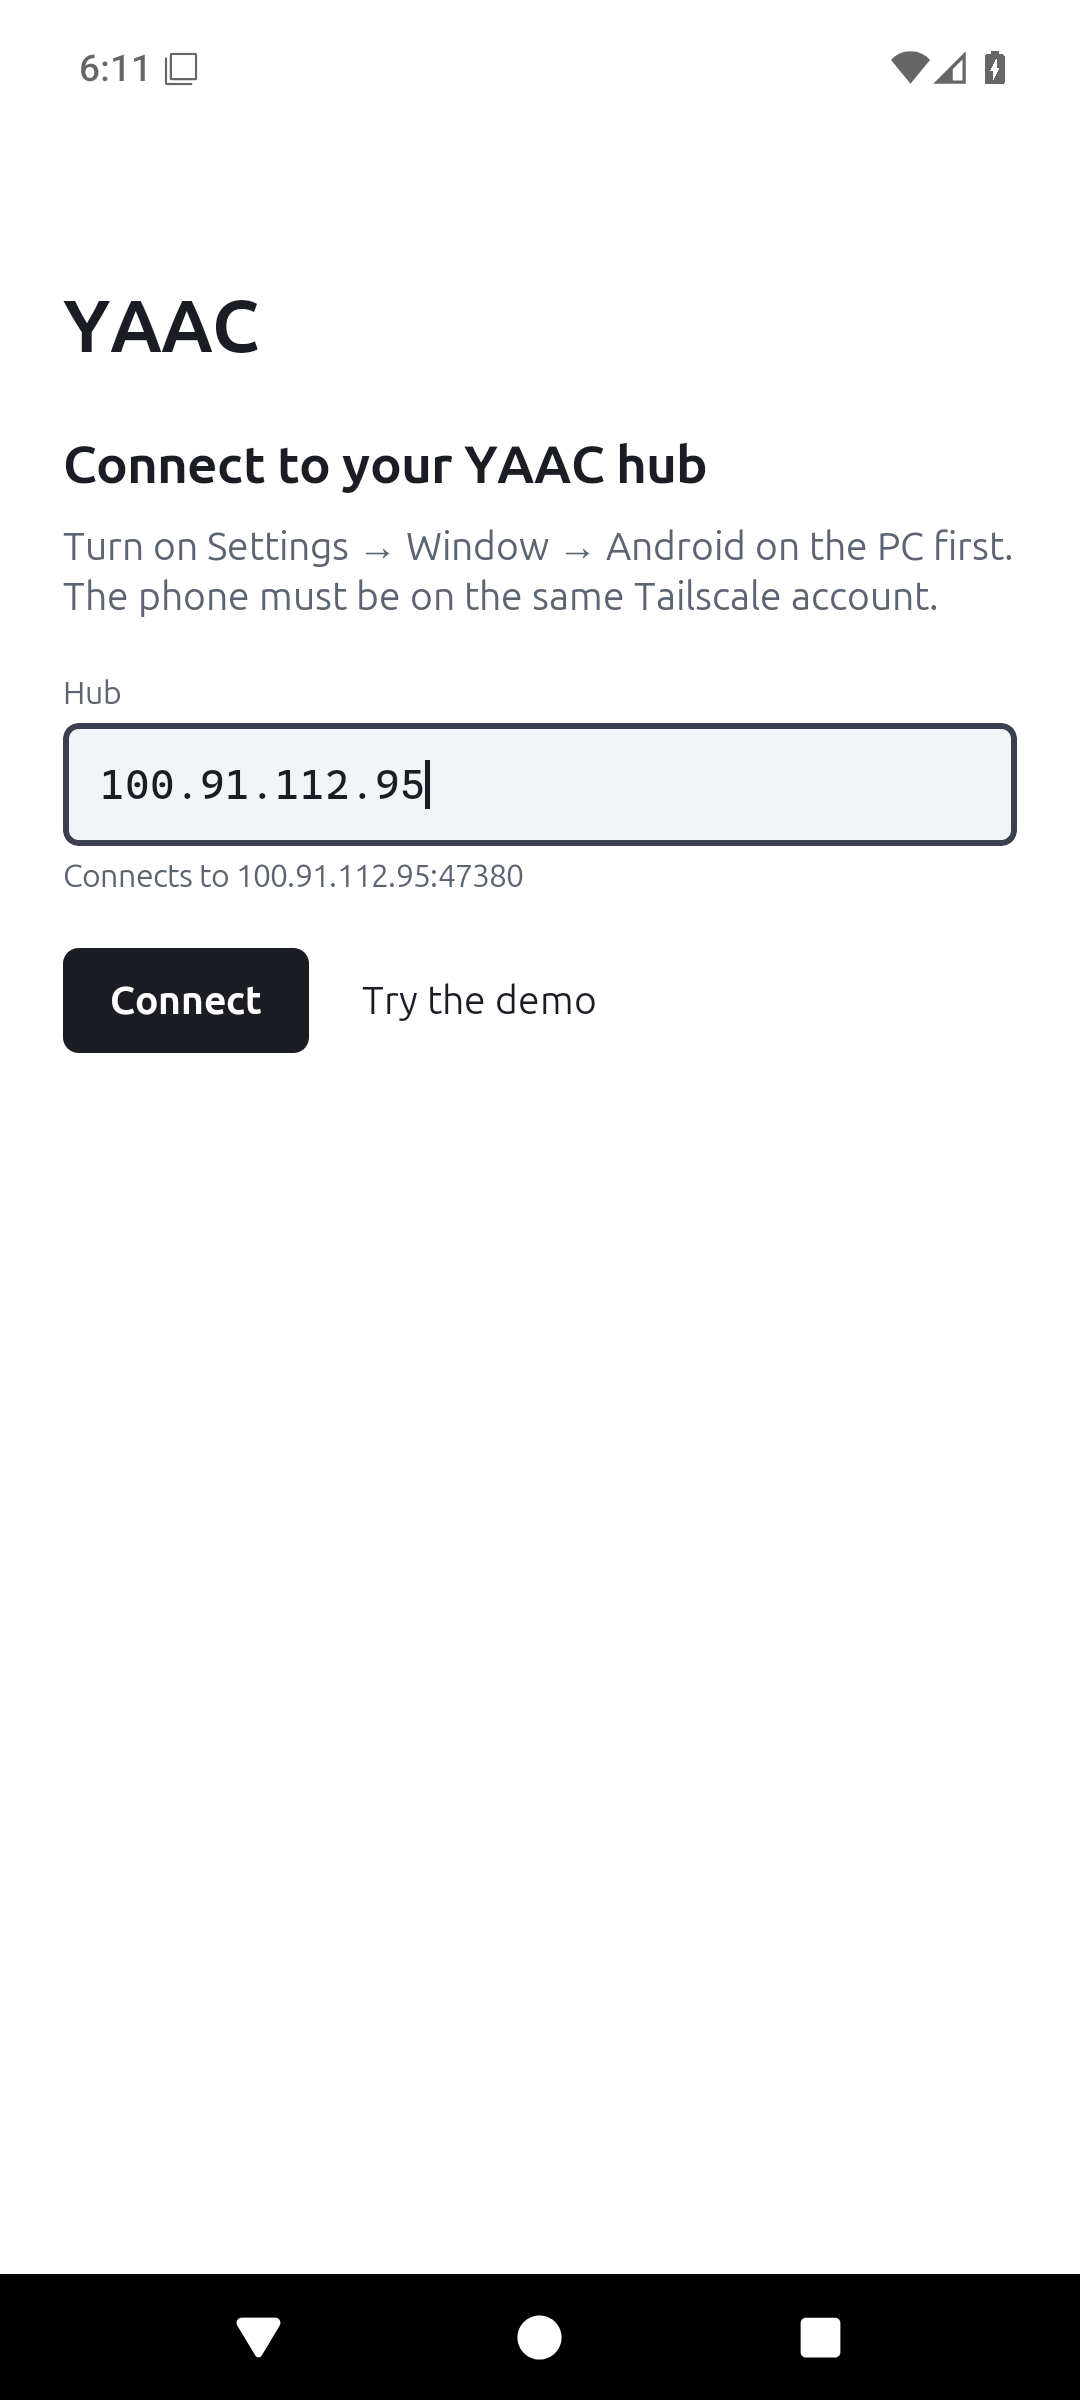 6:11
YAAC
Connect to your YAAC hub
Turn on Settings → Window → Android on the PC first.
The phone must be on the same Tailscale account.
Hub
100.91.112.95
Connects to 100.91.112.95:47380
Connect
Try the demo